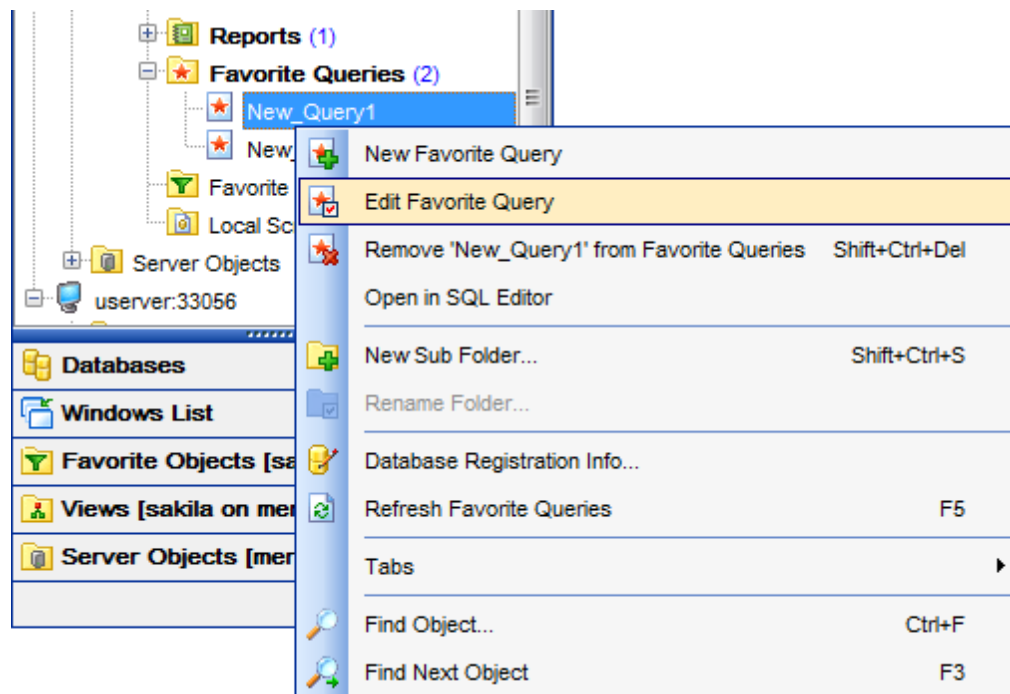 Reports (1)
Favorite Queries (2)
New_Query1
New_
Favorite
Local Sc
Server Objects
userver:33056
Databases
Windows List
Favorite Objects [sa
Views [sakila on mer
Server Objects [mer
New Favorite Query
Edit Favorite Query
Remove 'New_Query1' from Favorite Queries Shift+Ctrl+Del
Open in SQL Editor
New Sub Folder... Shift+Ctrl+S
Rename Folder...
Database Registration Info...
Refresh Favorite Queries F5
Tabs
Find Object... Ctrl+F
Find Next Object F3